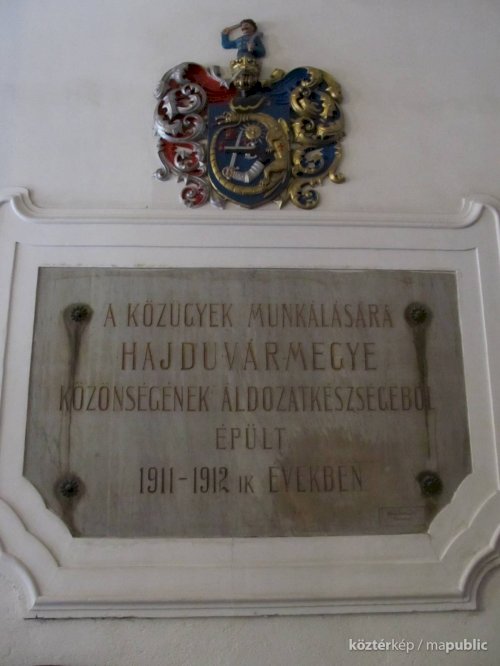 A KÖZÜGYEK MUNKÁLÁSÁRA
HAJDUVÁRMEGYE
KÖZÖNSÉGÉNEK ÁLDOZATKÉSZSÉGÉBŐL
ÉPÜLT
1911-1912 IK ÉVEKBEN
köztérkép / mapublic